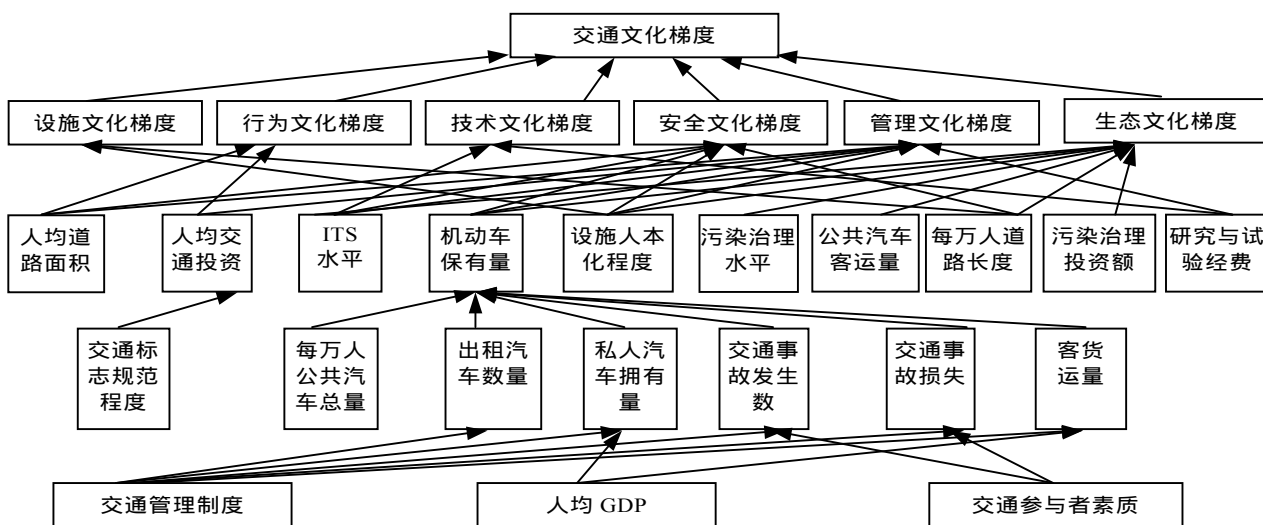 交通文化梯度
设施文化梯度
行为文化梯度
技术文化梯度
安全文化梯度
管理文化梯度
生态文化梯度
人均道
路面积
人均交
通投资
ITS
水平
机动车
保有量
设施人本
化程度
污染治理
水平
公共汽车
客运量
每万人道
路长度
污染治理
投资额
研究与试
验经费
交通标
志规范
程度
每万人
公共汽
车总量
出租汽
车数量
私人汽
车拥有
量
交通事
故发生
数
交通事
故损失
客货
运量
交通管理制度
人均 GDP
交通参与者素质